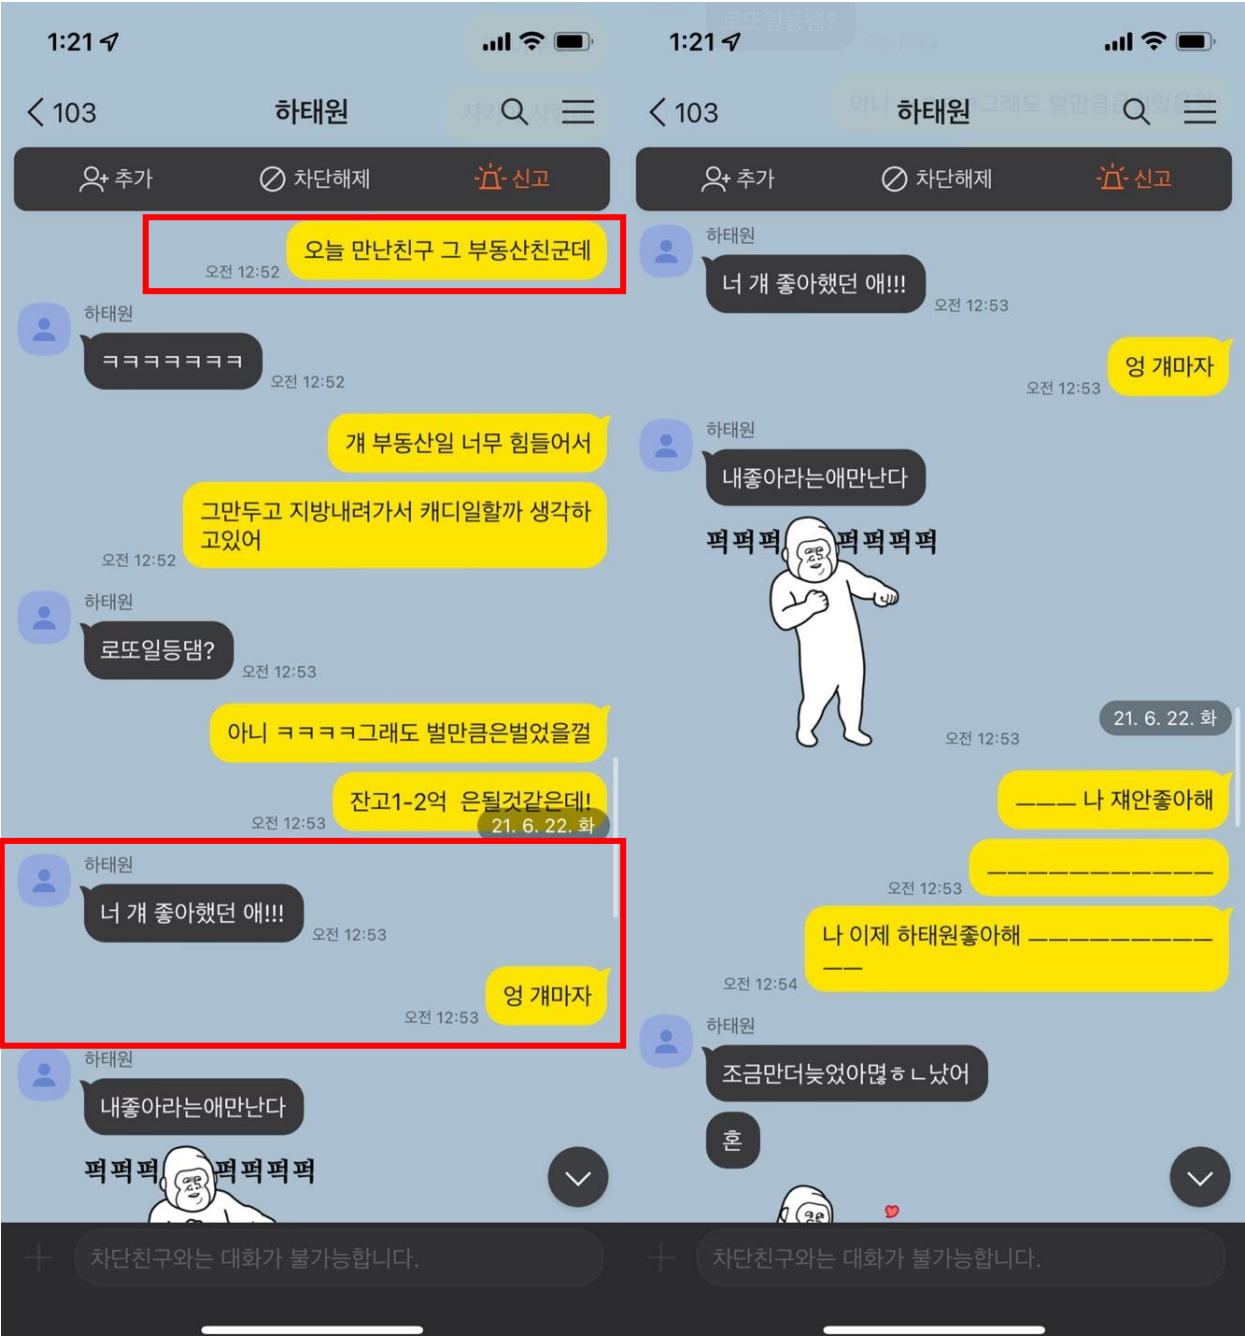 1:21
103
하태원
추가
차단해제
신고
오늘 만난친구 그 부동산친군데
오전 12:52
하태원
ㅋㅋㅋㅋㅋㅋㅋ
오전 12:52
걔 부동산일 너무 힘들어서
그만두고 지방내려가서 캐디일할까 생각하
고있어
오전 12:52
하태원
로또일등댐?
오전 12:53
아니 ㅋㅋㅋㅋ그래도 벌만큼은벌었을껄
잔고1-2억 은될것같은데!
오전 12:53
21. 6. 22. 화
하태원
너 걔 좋아했던 애!!!
오전 12:53
엉 걔마자
오전 12:53
하태원
내좋아라는애만난다
퍽퍽퍽 퍽퍽퍽퍽
차단친구와는 대화가 불가능합니다.
1:21
103
하태원
추가
차단해제
신고
하태원
너 걔 좋아했던 애!!!
오전 12:53
엉 걔마자
오전 12:53
하태원
내좋아라는애만난다
퍽퍽퍽 퍽퍽퍽퍽
오전 12:53
21. 6. 22. 화
ㅡㅡㅡ 나 쟤안좋아해
ㅡㅡㅡㅡㅡㅡㅡㅡㅡㅡㅡ
오전 12:53
나 이제 하태원좋아해 ㅡㅡㅡㅡㅡㅡㅡㅡㅡ
ㅡㅡ
오전 12:54
하태원
조금만더늦었아몂ㅎㄴ났어
혼
차단친구와는 대화가 불가능합니다.